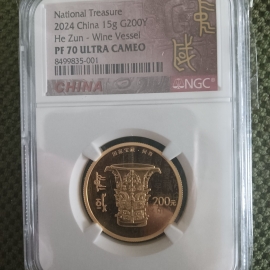 National Treasure
2024 China 15g G200Y
He Zun - Wine Vessel
PF 70 ULTRA CAMEO
8499835-001
NGC
CHINA
200元